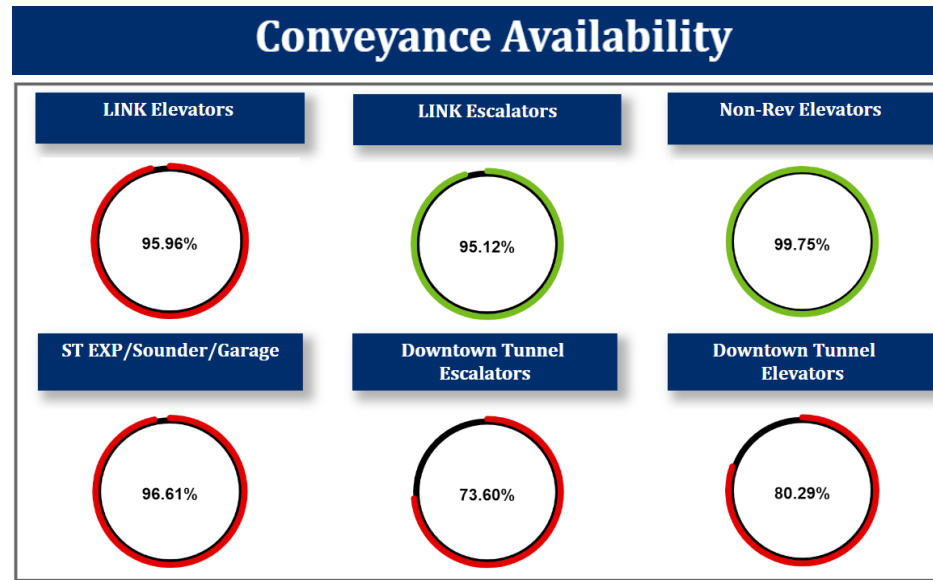 Conveyance Availability
LINK Elevators
LINK Escalators
Non-Rev Elevators
95.96%
95.12%
99.75%
ST EXP/Sounder/Garage
Downtown Tunnel
Escalators
Downtown Tunnel
Elevators
96.61%
73.60%
80.29%